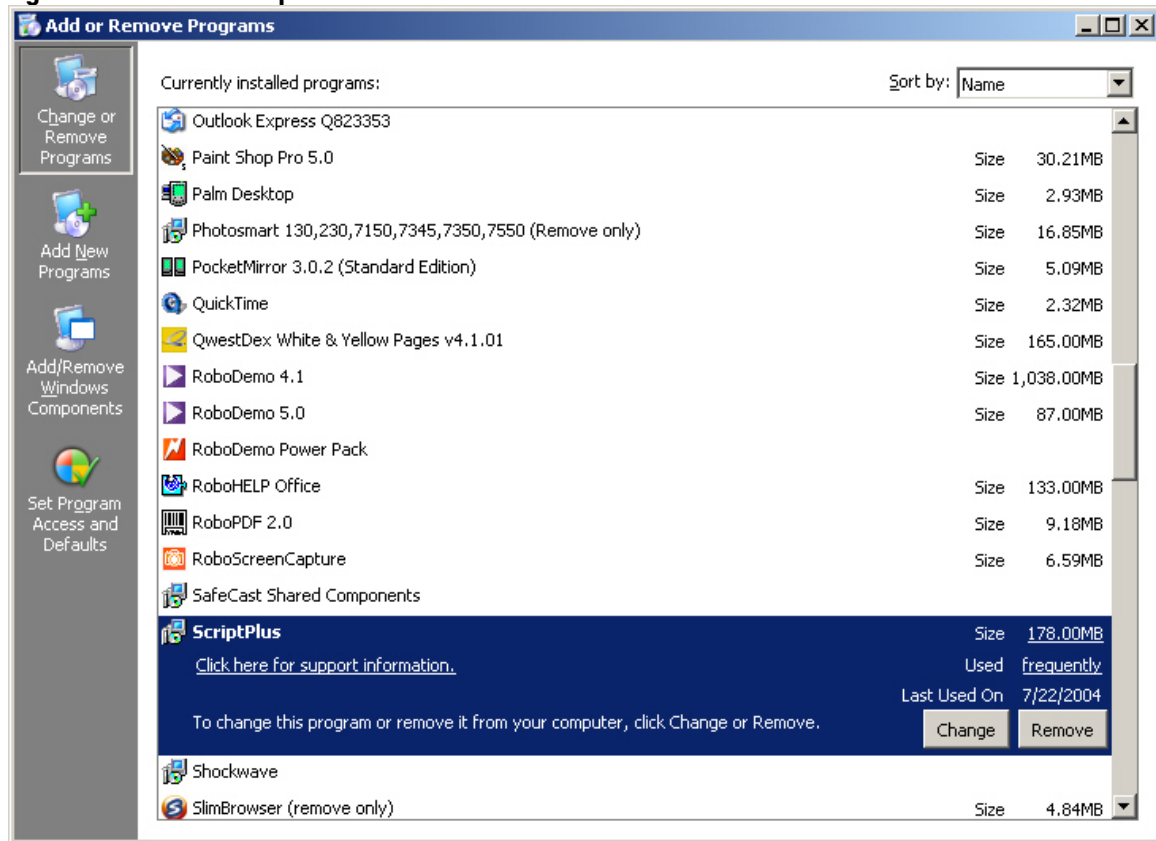 Add or Remove Programs
Change or
Remove
Programs
Add New
Programs
Add/Remove
Windows
Components
Set Program
Access and
Defaults
Currently installed programs:
Sort by: Name
Outlook Express Q823353
Paint Shop Pro 5.0 Size 30.21MB
Palm Desktop Size 2.93MB
Photosmart 130,230,7150,7345,7350,7550 (Remove only) Size 16.85MB
PocketMirror 3.0.2 (Standard Edition) Size 5.09MB
QuickTime Size 2.32MB
QwestDex White & Yellow Pages v4.1.01 Size 165.00MB
RoboDemo 4.1 Size 1,038.00MB
RoboDemo 5.0 Size 87.00MB
RoboDemo Power Pack
RoboHELP Office Size 133.00MB
RoboPDF 2.0 Size 9.18MB
RoboScreenCapture Size 6.59MB
SafeCast Shared Components
ScriptPlus Size 178.00MB
Click here for support information. Used frequently
Last Used On 7/22/2004
To change this program or remove it from your computer, click Change or Remove.
Change Remove
Shockwave
SlimBrowser (remove only) Size 4.84MB